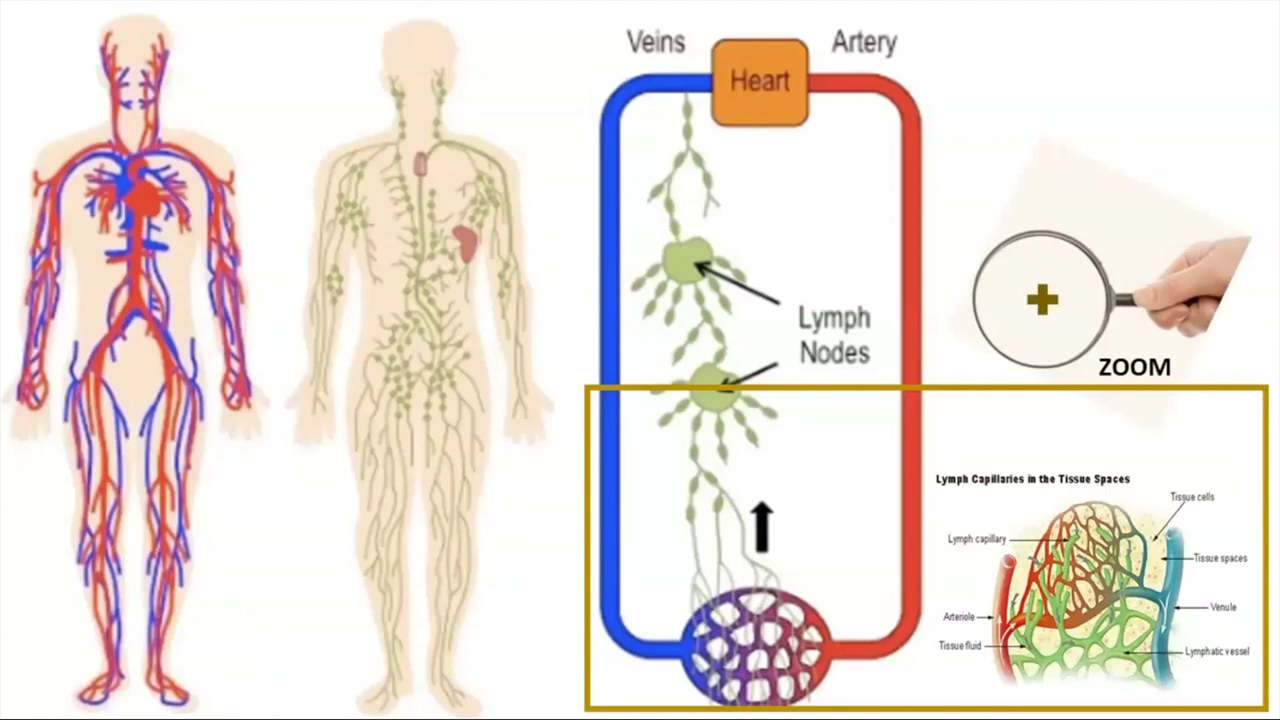 Veins
Heart
Artery
Lymph
Nodes
ZOOM
Lymph Capillaries in the Tissue Spaces
Tissue cells
Lymph capillary
Tissue spaces
Venule
Arteriole
Tissue fluid
Lymphatic vessel